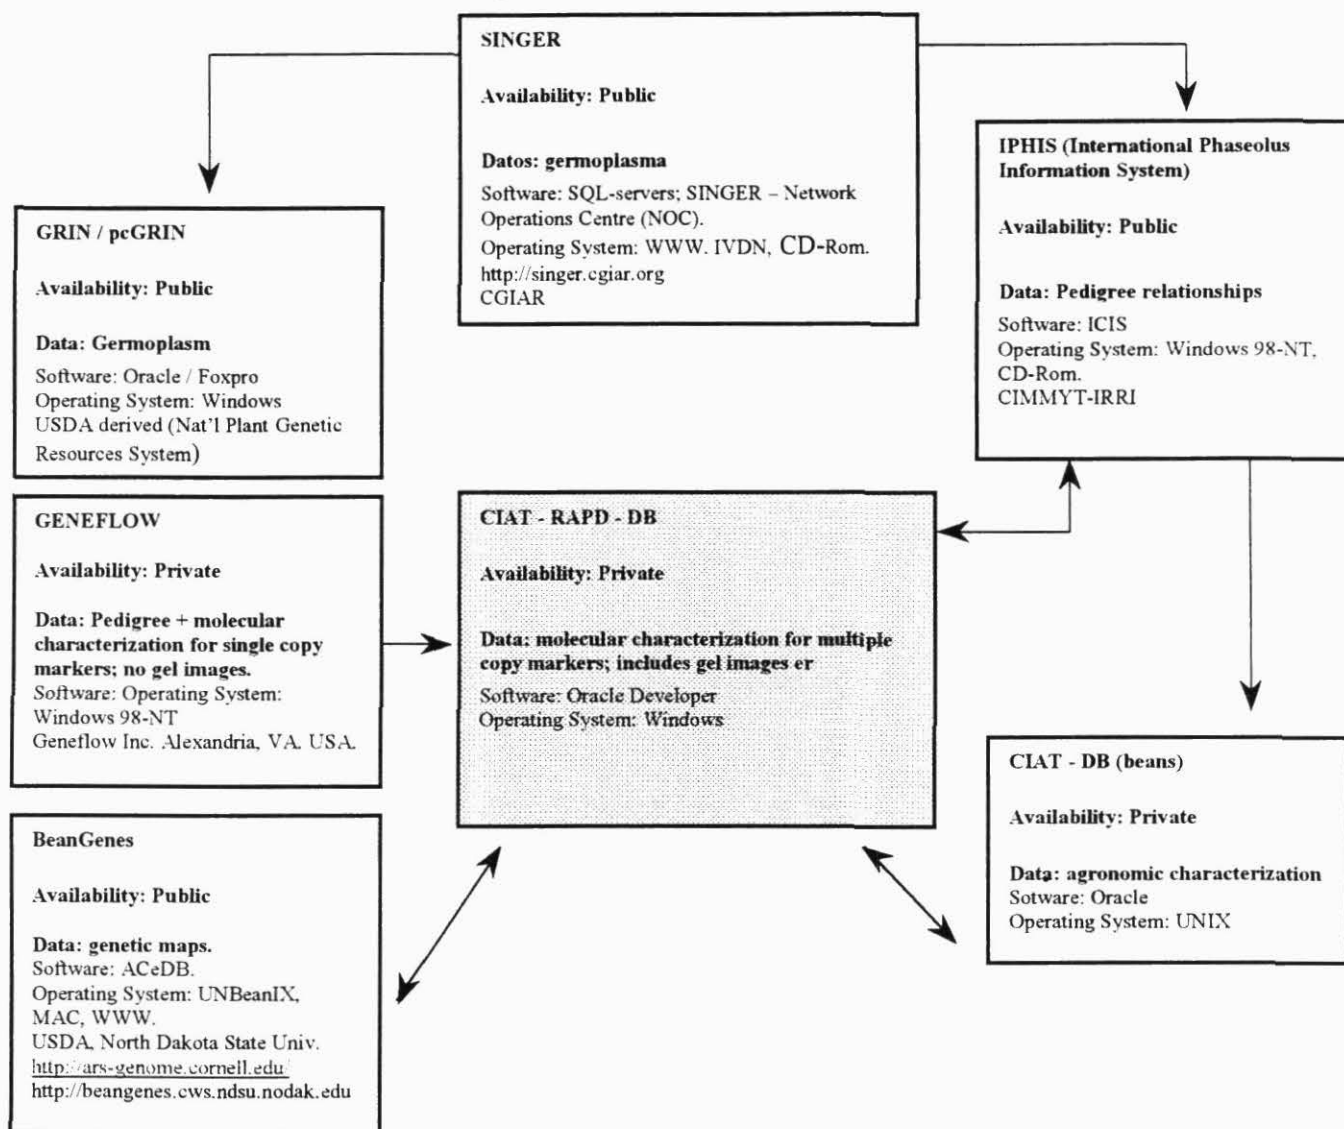 SINGER
Availability: Public
Datos: germoplasma
Software: SQL-servers; SINGER – Network
Operations Centre (NOC).
Operating System: WWW. IVDN, CD-Rom.
http://singer.cgiar.org
CGIAR
IPHIS (International Phaseolus
Information System)
Availability: Public
Data: Pedigree relationships
Software: ICIS
Operating System: Windows 98-NT,
CD-Rom.
CIMMYT-IRRI
GRIN / pcGRIN
Availability: Public
Data: Germplasm
Software: Oracle / Foxpro
Operating System: Windows
USDA derived (Nat'l Plant Genetic
Resources System)
GENEFLOW
Availability: Private
Data: Pedigree + molecular
characterization for single copy
markers; no gel images.
Software: Operating System:
Windows 98-NT
Geneflow Inc. Alexandria, VA. USA.
CIAT - RAPD - DB
Availability: Private
Data: molecular characterization for multiple
copy markers; includes gel images er
Software: Oracle Developer
Operating System: Windows
CIAT - DB (beans)
Availability: Private
Data: agronomic characterization
Sotware: Oracle
Operating System: UNIX
BeanGenes
Availability: Public
Data: genetic maps.
Software: ACeDB.
Operating System: UNBeanIX,
MAC, WWW.
USDA, North Dakota State Univ.
http://ars-genome.cornell.edu/
http://beangenes.cws.ndsu.nodak.edu